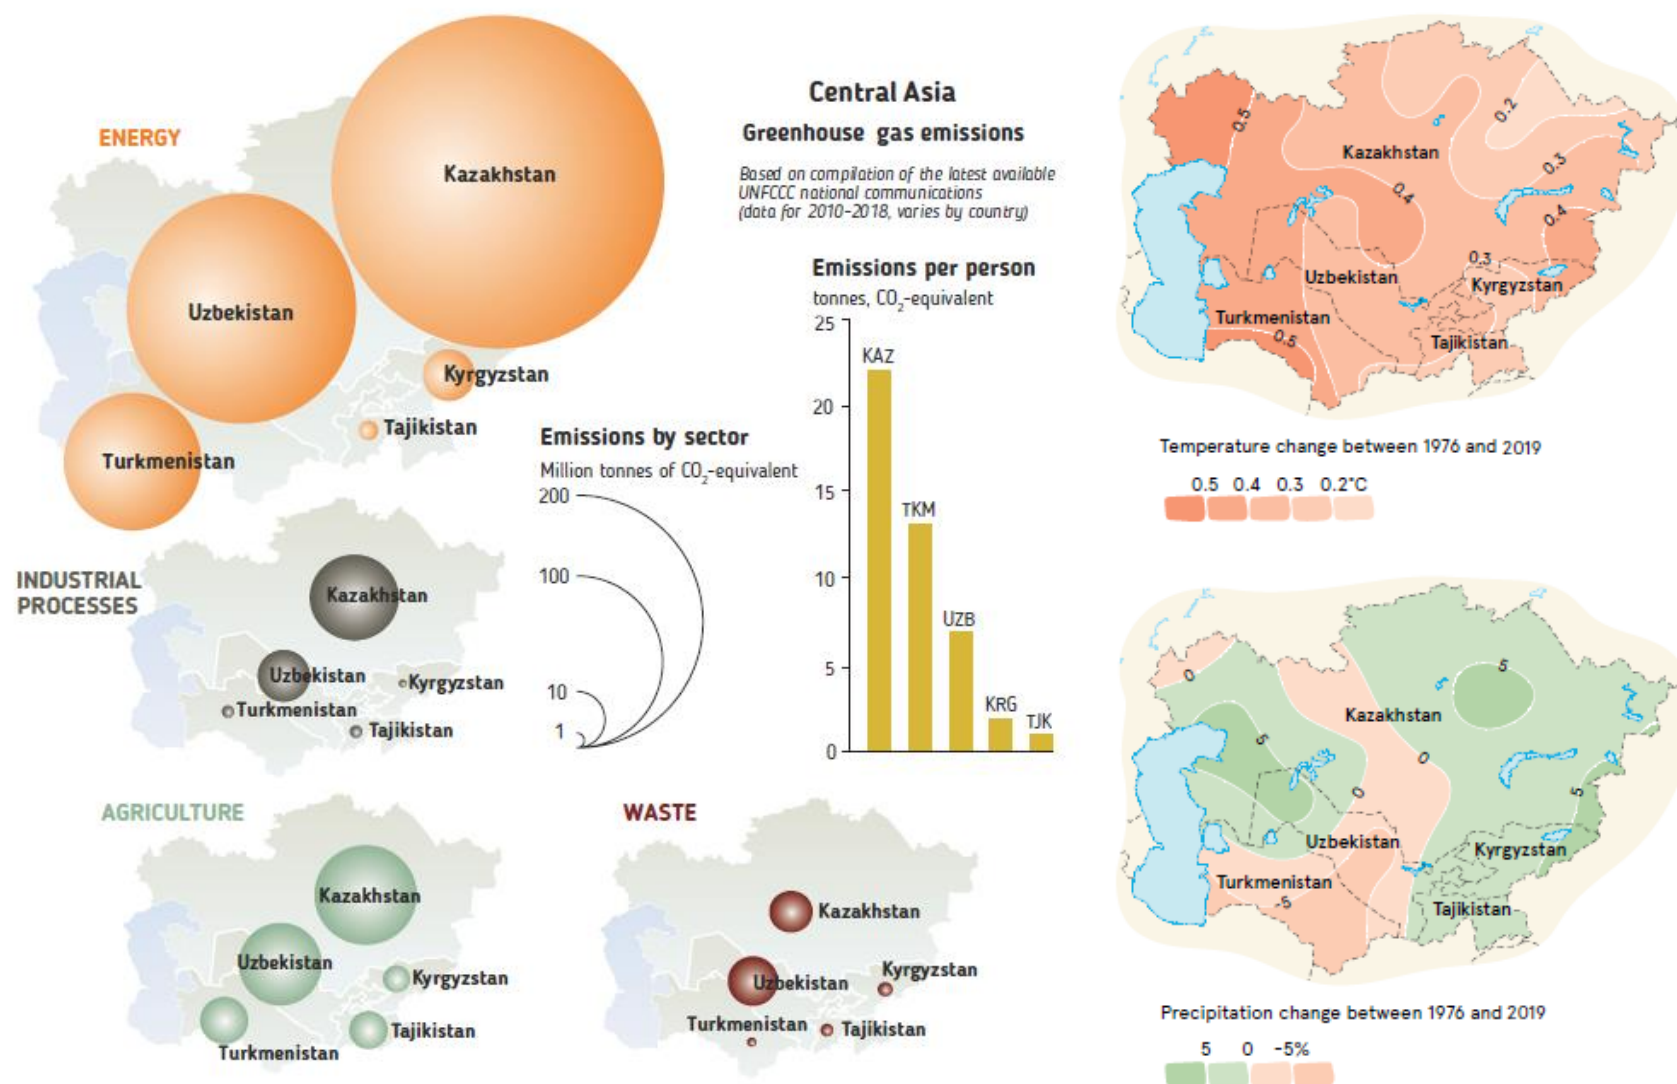 ENERGY
Kazakhstan
Uzbekistan
Kyrgyzstan
Tajikistan
Turkmenistan
Central Asia
Greenhouse gas emissions
Based on compilation of the latest available
UNFCCC national communications
(data for 2010-2018, varies by country)
Emissions by sector
Million tonnes of CO₂-equivalent
200
100
10
1
Emissions per person
tonnes, CO₂-equivalent
25
20
15
10
5
0
KAZ
TKM
UZB
KRG
TJK
INDUSTRIAL
PROCESSES
Kazakhstan
Uzbekistan
Kyrgyzstan
Turkmenistan
Tajikistan
AGRICULTURE
Kazakhstan
Uzbekistan
Kyrgyzstan
Tajikistan
Turkmenistan
WASTE
Kazakhstan
Kyrgyzstan
Uzbekistan
Turkmenistan
Tajikistan
0.5
0.2
Kazakhstan
0.3
0.4
0.4
0.3
Uzbekistan
Kyrgyzstan
Turkmenistan
0.5
Tajikistan
Temperature change between 1976 and 2019
0.5 0.4 0.3 0.2°C
0
5
Kazakhstan
5
0
0
5
Uzbekistan
Kyrgyzstan
Turkmenistan
-5
Tajikistan
Precipitation change between 1976 and 2019
5 0 -5%